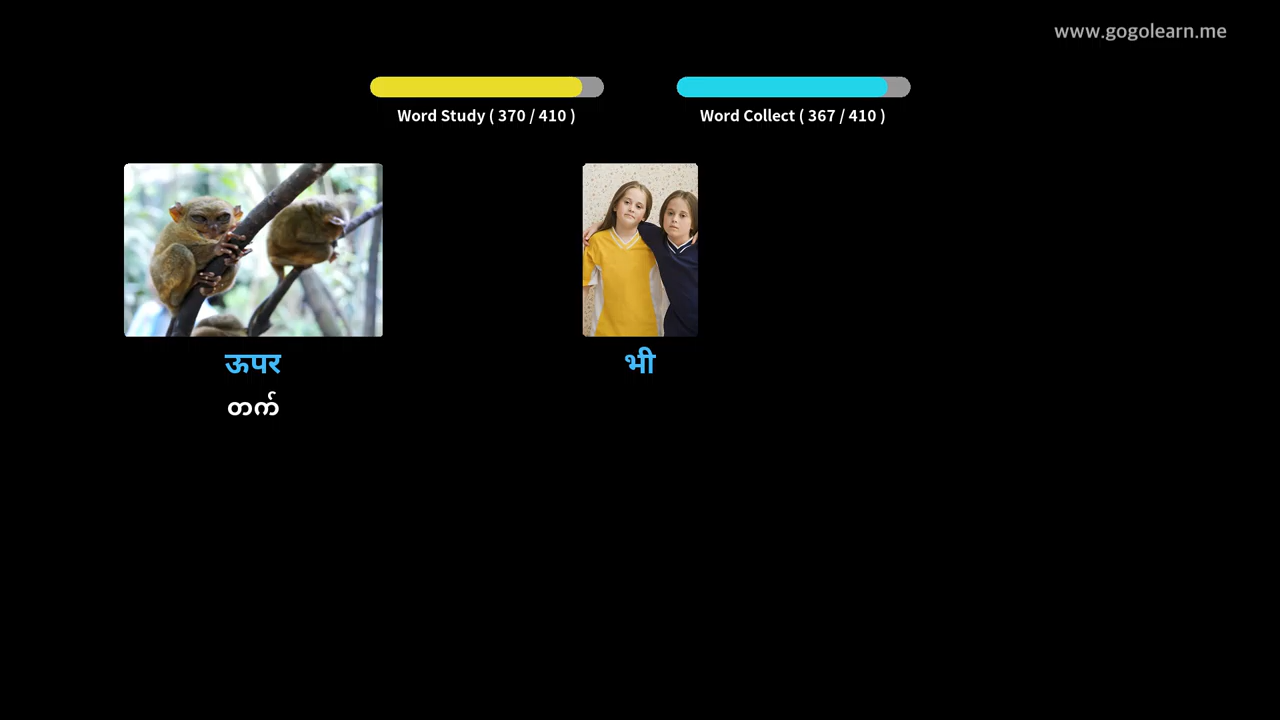 www.gogolearn.me
Word Study ( 370 / 410 )
Word Collect ( 367 / 410 )
ऊपर
भी
တက်